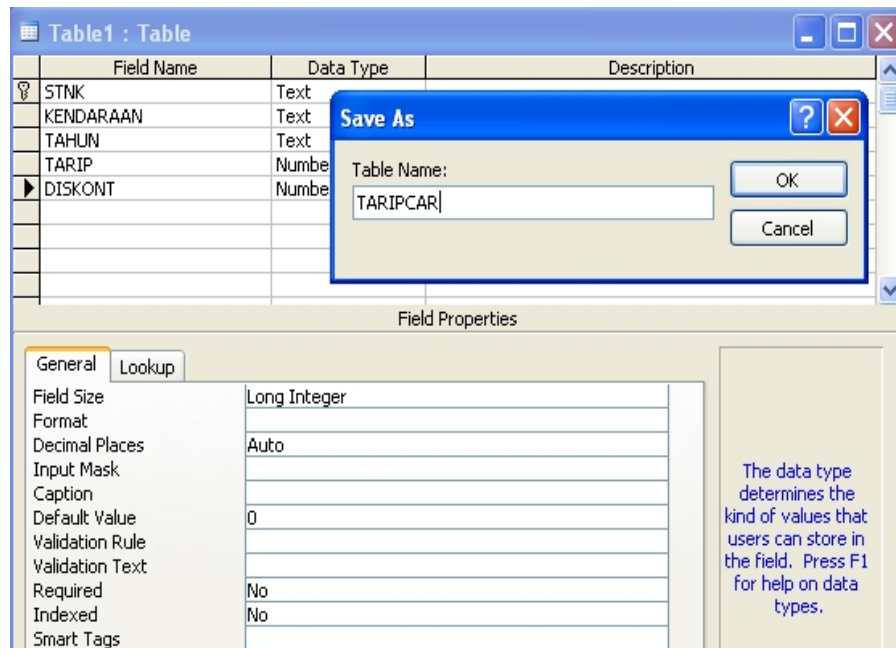 Table1 : Table
Field Name Data Type Description
STNK Text
KENDARAAN Text
TAHUN Text
TARIP Numbe
DISKONT Numbe
Save As
Table Name:
TARIPCAR
OK
Cancel
Field Properties
General Lookup
Field Size Long Integer
Format
Decimal Places Auto
Input Mask
Caption
Default Value 0
Validation Rule
Validation Text
Required No
Indexed No
Smart Tags
The data type
determines the
kind of values that
users can store in
the field. Press F1
for help on data
types.